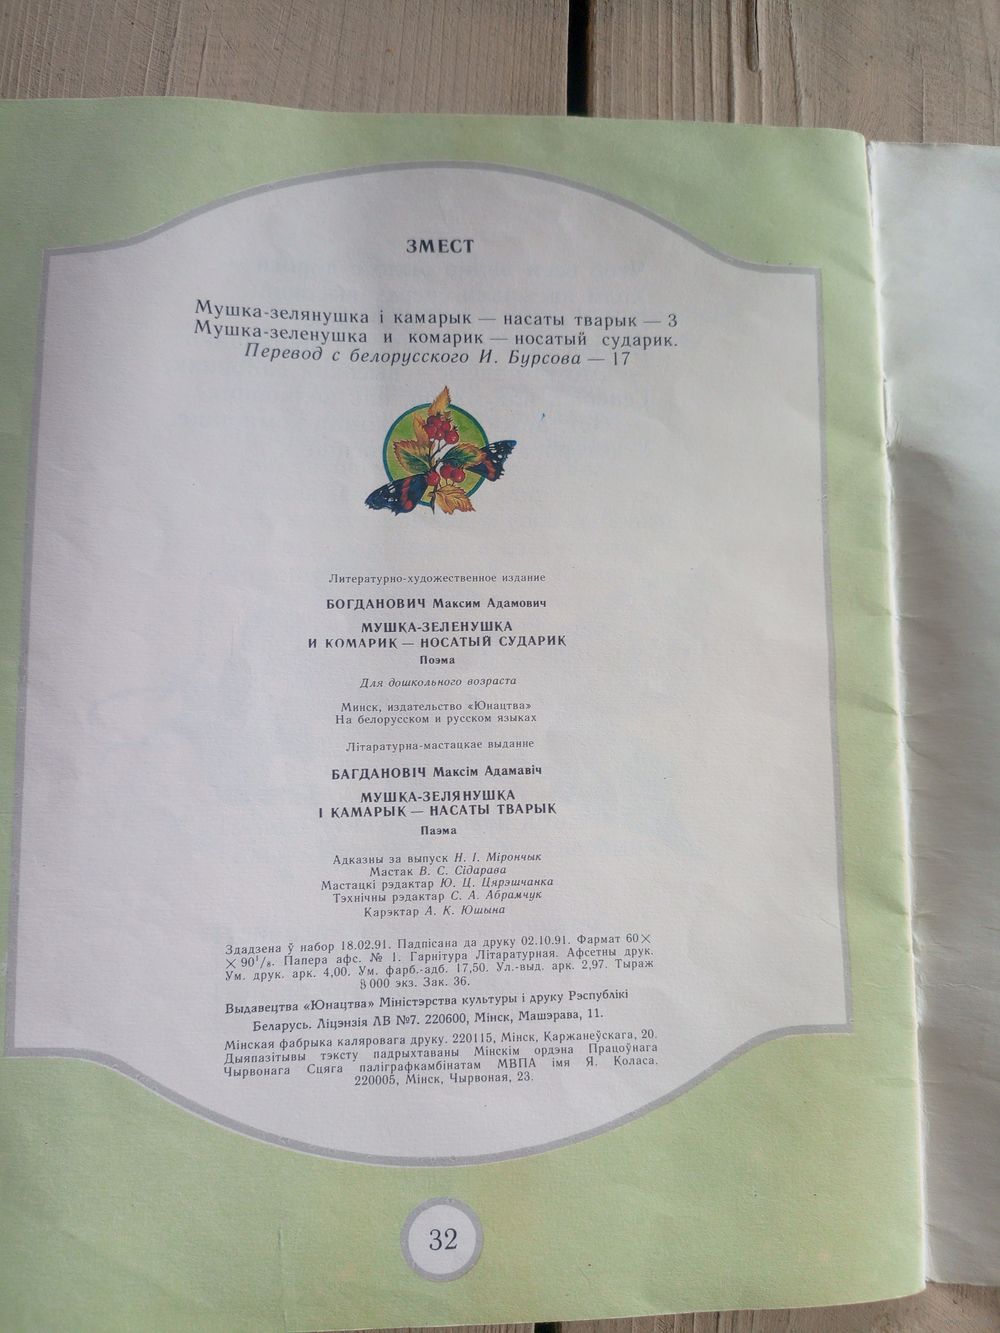 ЗМЕСТ
Мушка-зелянушка і камарык — насаты тварык — 3
Мушка-зеленушка и комарик — носатый сударик.
Перевод с белорусского И. Бурсова — 17
Литературно-художественное издание
БОГДАНОВИЧ Максим Адамович
МУШКА-ЗЕЛЕНУШКА
И КОМАРИК — НОСАТЫЙ СУДАРИК
Поэма
Для дошкольного возраста
Минск, издательство «Юнацтва»
На белорусском и русском языках
Літаратурна-мастацкае выданне
БАГДАНОВІЧ Максім Адамавіч
МУШКА-ЗЕЛЯНУШКА
І КАМАРЫК — НАСАТЫ ТВАРЫК
Паэма
Адказны за выпуск Н. І. Мірончык
Мастак В. С. Сідарава
Мастацкі рэдактар Ю. Ц. Цярэшчанка
Тэхнічны рэдактар С. А. Абрамчук
Карэктар А. К. Юшына
Здадзена ў набор 18.02.91. Падпісана да друку 02.10.91. Фармат 60×
×90¹/₈. Папера афс. № 1. Гарнітура Літаратурная. Афсетны друк.
Ум. друк. арк. 4,00. Ум. фарб.-адб. 17,50. Ул.-выд. арк. 2,97. Тыраж
8 000 экз. Зак. 36.
Выдавецтва «Юнацтва» Міністэрства культуры і друку Рэспублікі
Беларусь. Ліцэнзія ЛВ №7. 220600, Мінск, Машэрава, 11.
Мінская фабрыка каляровага друку. 220115, Мінск, Каржанеўскага, 20.
Дыяпазітывы тэксту падрыхтаваны Мінскім ордэна Працоўнага
Чырвонага Сцяга паліграфкамбінатам МВПА імя Я. Коласа.
220005, Мінск, Чырвоная, 23.
32